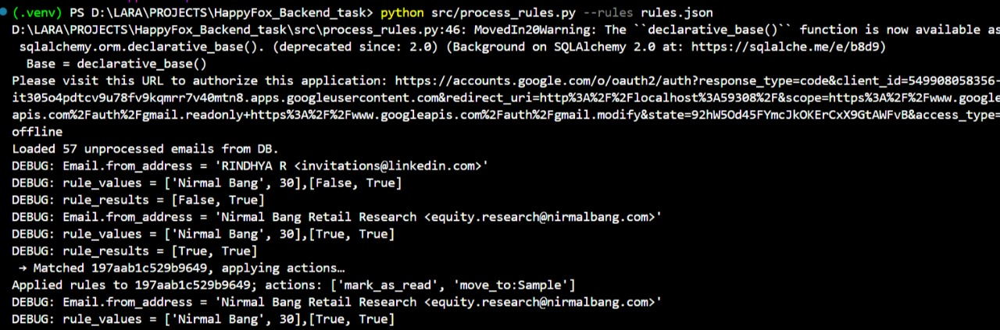 (.venv) PS D:\LARA\PROJECTS\HappyFox_Backend_task> python src/process_rules.py --rules rules.json
D:\LARA\PROJECTS\HappyFox_Backend_task\src\process_rules.py:46: MovedIn20Warning: The ``declarative_base()`` function is now available as
 sqlalchemy.orm.declarative_base(). (deprecated since: 2.0) (Background on SQLAlchemy 2.0 at: https://sqlalche.me/e/b8d9)
  Base = declarative_base()
Please visit this URL to authorize this application: https://accounts.google.com/o/oauth2/auth?response_type=code&client_id=549908058356-
it305o4pdtcv9u78fv9kqmrr7v40mtn8.apps.googleusercontent.com&redirect_uri=http%3A%2F%2Flocalhost%3A59308%2F&scope=https%3A%2F%2Fwww.google
apis.com%2Fauth%2Fgmail.readonly+https%3A%2F%2Fwww.googleapis.com%2Fauth%2Fgmail.modify&state=92hW5Od45FYmcJkOKErCxX9GtAWFvB&access_type=
offline
Loaded 57 unprocessed emails from DB.
DEBUG: Email.from_address = 'RINDHYA R <invitations@linkedin.com>'
DEBUG: rule_values = ['Nirmal Bang', 30],[False, True]
DEBUG: rule_results = [False, True]
DEBUG: Email.from_address = 'Nirmal Bang Retail Research <equity.research@nirmalbang.com>'
DEBUG: rule_values = ['Nirmal Bang', 30],[True, True]
DEBUG: rule_results = [True, True]
 → Matched 197aab1c529b9649, applying actions…
Applied rules to 197aab1c529b9649; actions: ['mark_as_read', 'move_to:Sample']
DEBUG: Email.from_address = 'Nirmal Bang Retail Research <equity.research@nirmalbang.com>'
DEBUG: rule_values = ['Nirmal Bang', 30],[True, True]